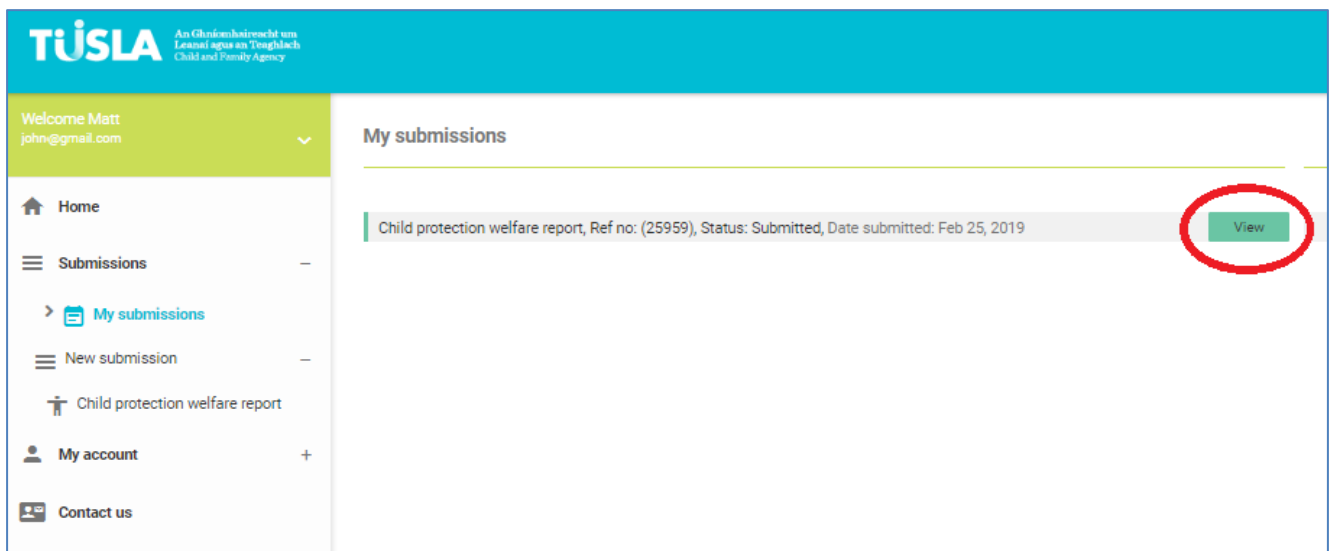 TUSLA
An Ghníomhaireacht um
Leanaí agus an Teaghlach
Child and Family Agency
Welcome Matt
john@gmail.com
My submissions
Home
Child protection welfare report, Ref no: (25959), Status: Submitted, Date submitted: Feb 25, 2019
View
Submissions
My submissions
New submission
Child protection welfare report
My account
Contact us